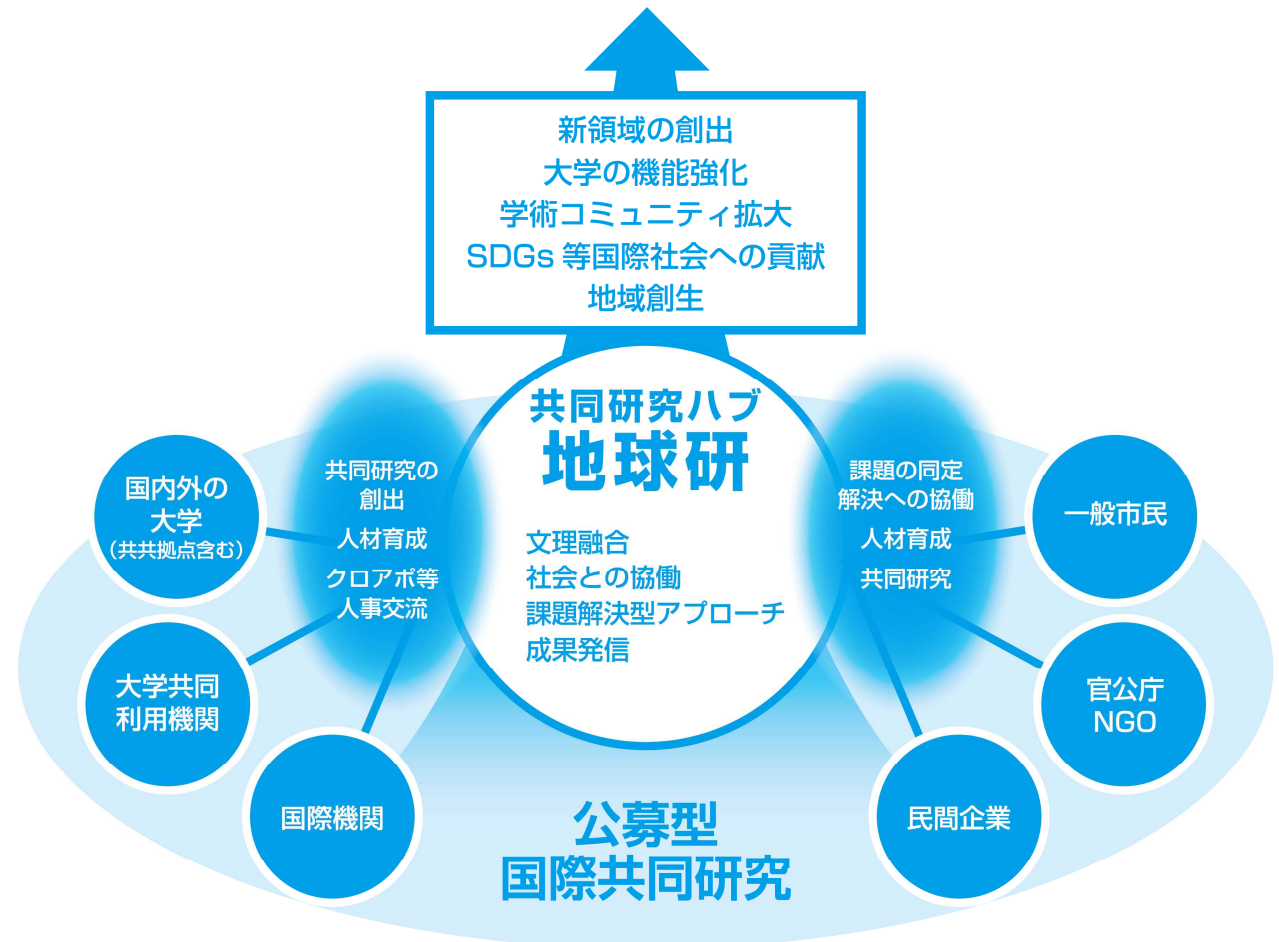 新領域の創出
大学の機能強化
学術コミュニティ拡大
SDGs 等国際社会への貢献
地域創生
共同研究ハブ
地球研
文理融合
社会との協働
課題解決型アプローチ
成果発信
共同研究の
創出
人材育成
クロアポ等
人事交流
国内外の
大学
（共共拠点含む）
大学共同
利用機関
国際機関
課題の同定
解決への協働
人材育成
共同研究
一般市民
官公庁
NGO
民間企業
公募型
国際共同研究